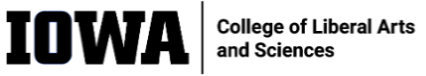 IOWA
College of Liberal Arts
and Sciences